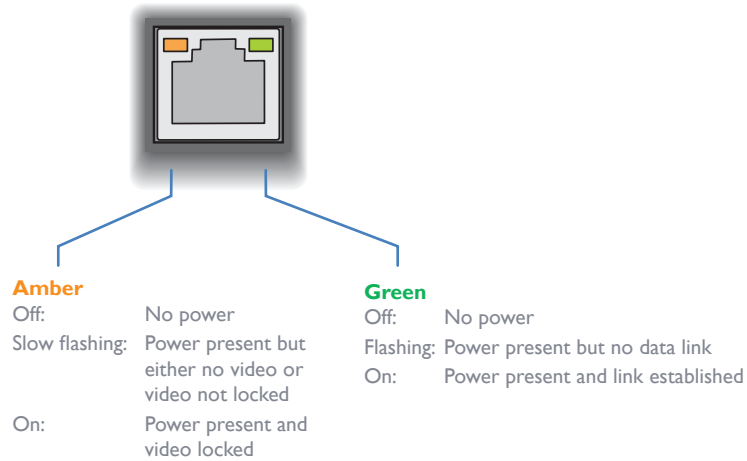 Amber
Off: No power
Slow flashing: Power present but
either no video or
video not locked
On: Power present and
video locked
Green
Off: No power
Flashing: Power present but no data link
On: Power present and link established